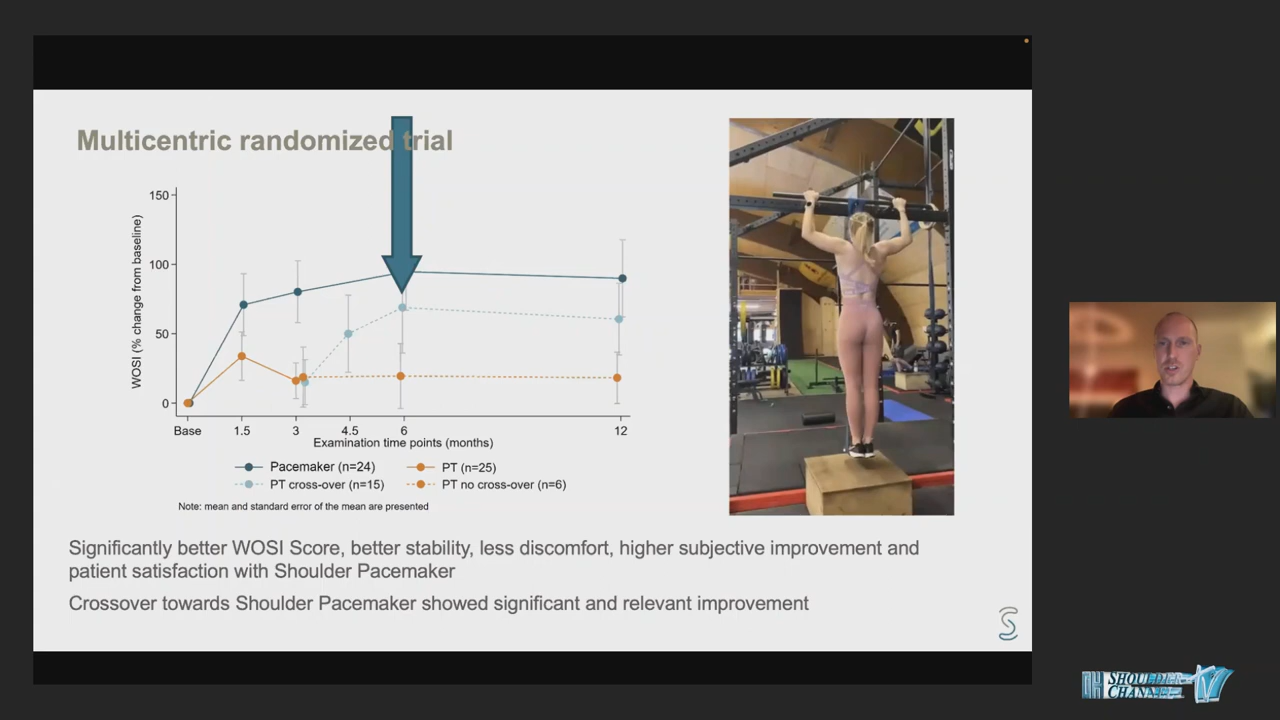 Multicentric randomized trial
WOSI (% change from baseline)
150
100
50
0
Base 1.5 3 4.5 6 12
Examination time points (months)
Pacemaker (n=24) PT (n=25)
PT cross-over (n=15) PT no cross-over (n=6)
Note: mean and standard error of the mean are presented
Significantly better WOSI Score, better stability, less discomfort, higher subjective improvement and
patient satisfaction with Shoulder Pacemaker
Crossover towards Shoulder Pacemaker showed significant and relevant improvement
SHOULDER
CHANNEL